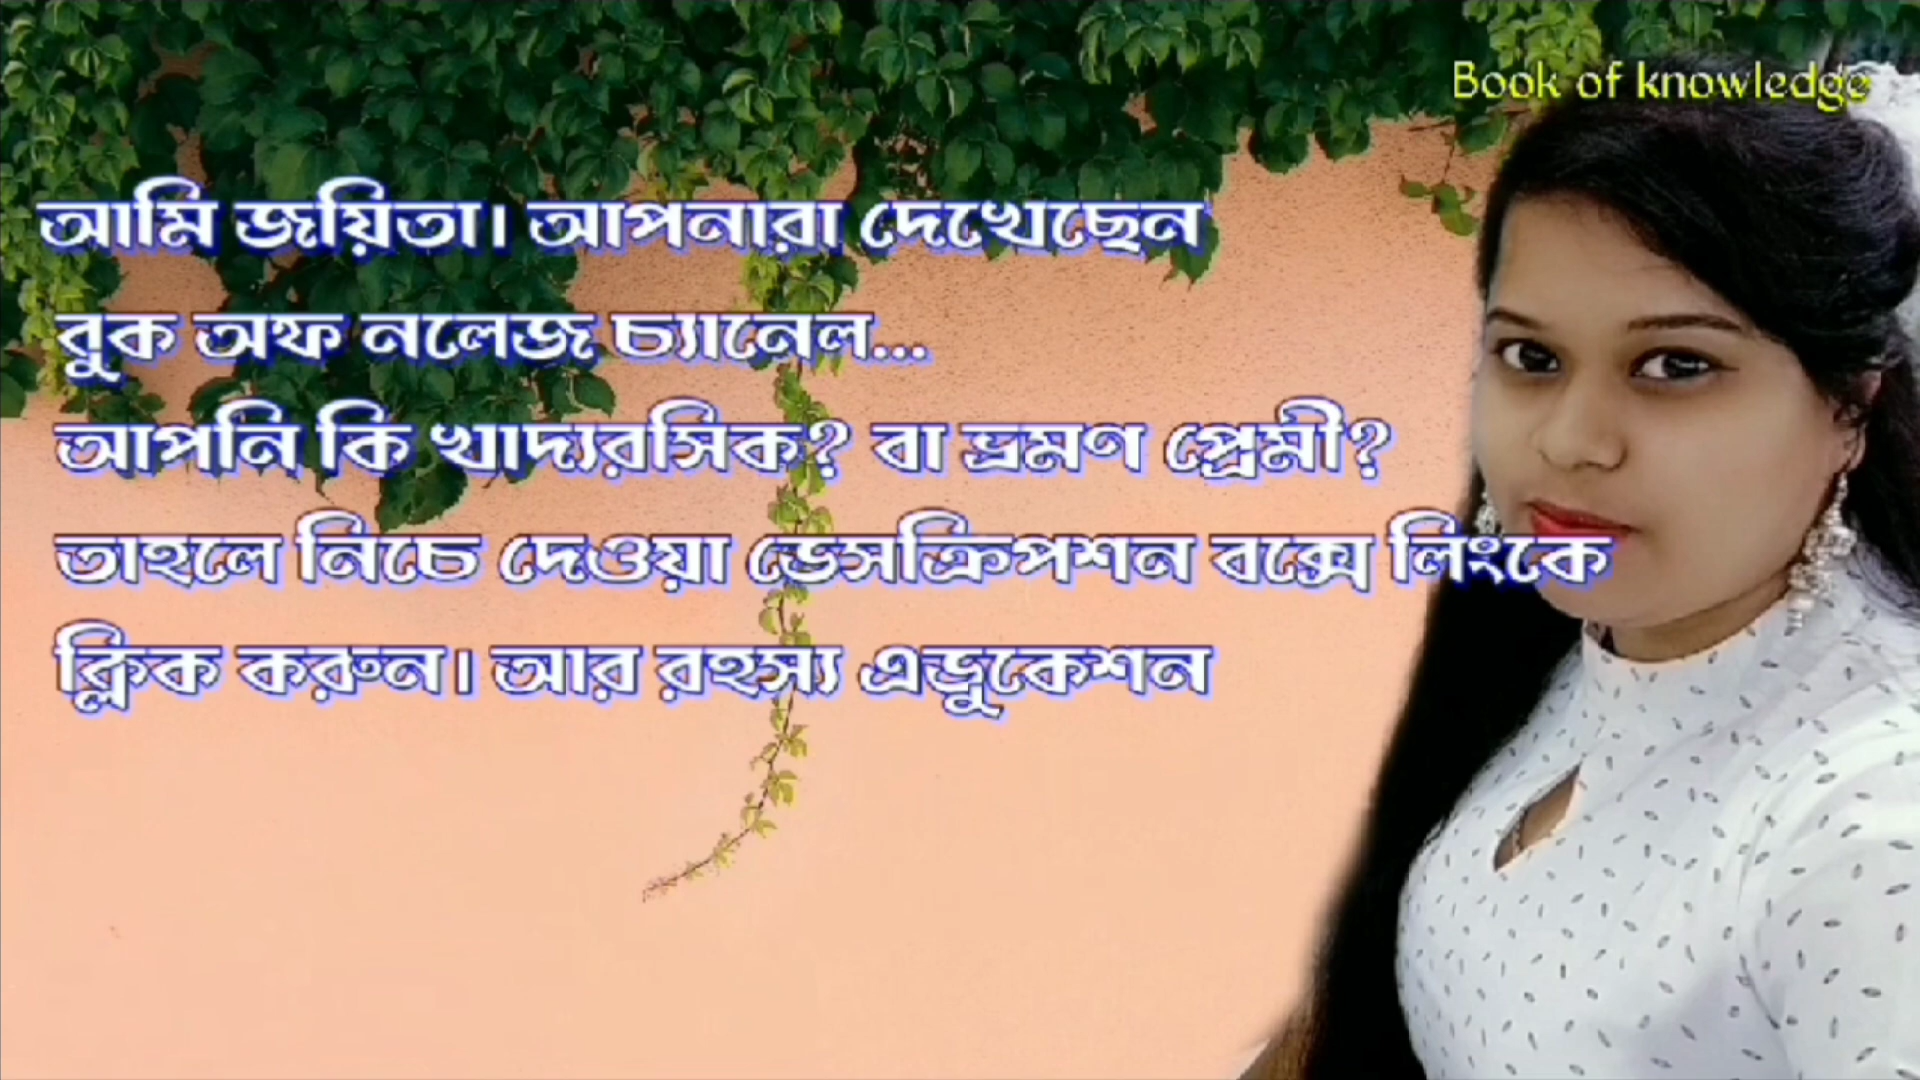 Book of knowledge
আমি জয়িতা। আপনারা দেখেছেন
বুক অফ নলেজ চ্যানেল...
আপনি কি খাদ্যরসিক? বা ভ্রমণ প্রেমী?
তাহলে নিচে দেওয়া ডেসক্রিপশন বক্সে লিংকে
ক্লিক করুন। আর রহস্য এডুকেশন